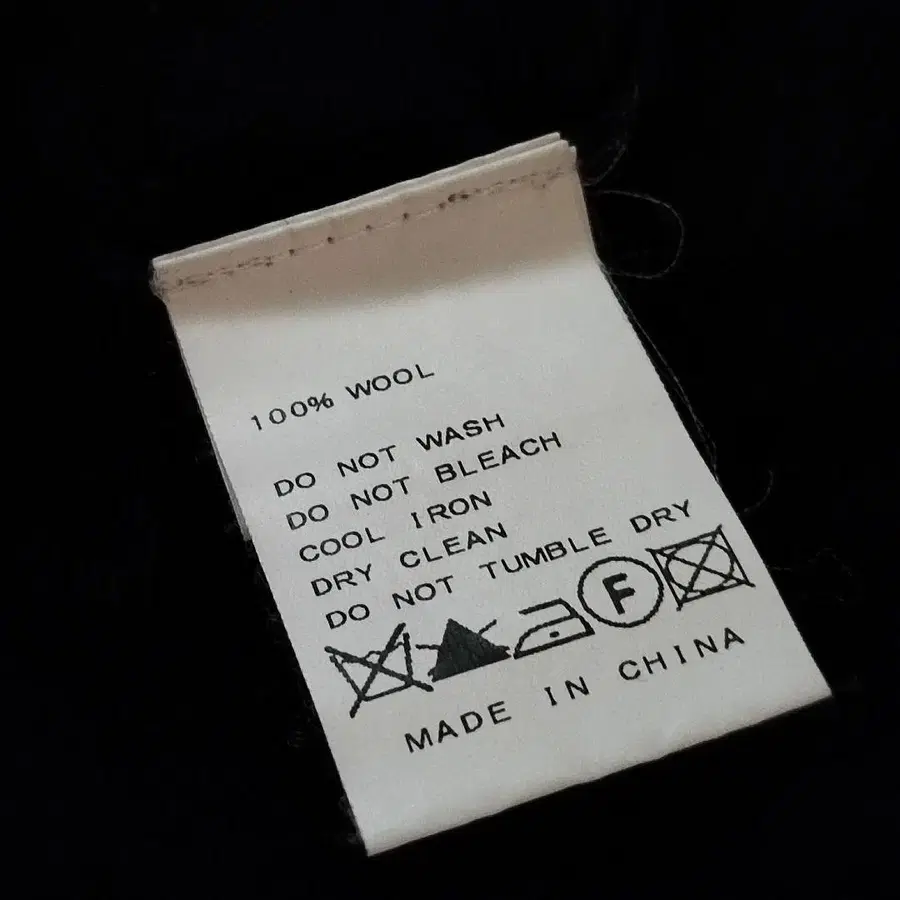 100% WOOL
DO NOT WASH
DO NOT BLEACH
COOL IRON
DRY CLEAN
DO NOT TUMBLE DRY
F
MADE IN CHINA